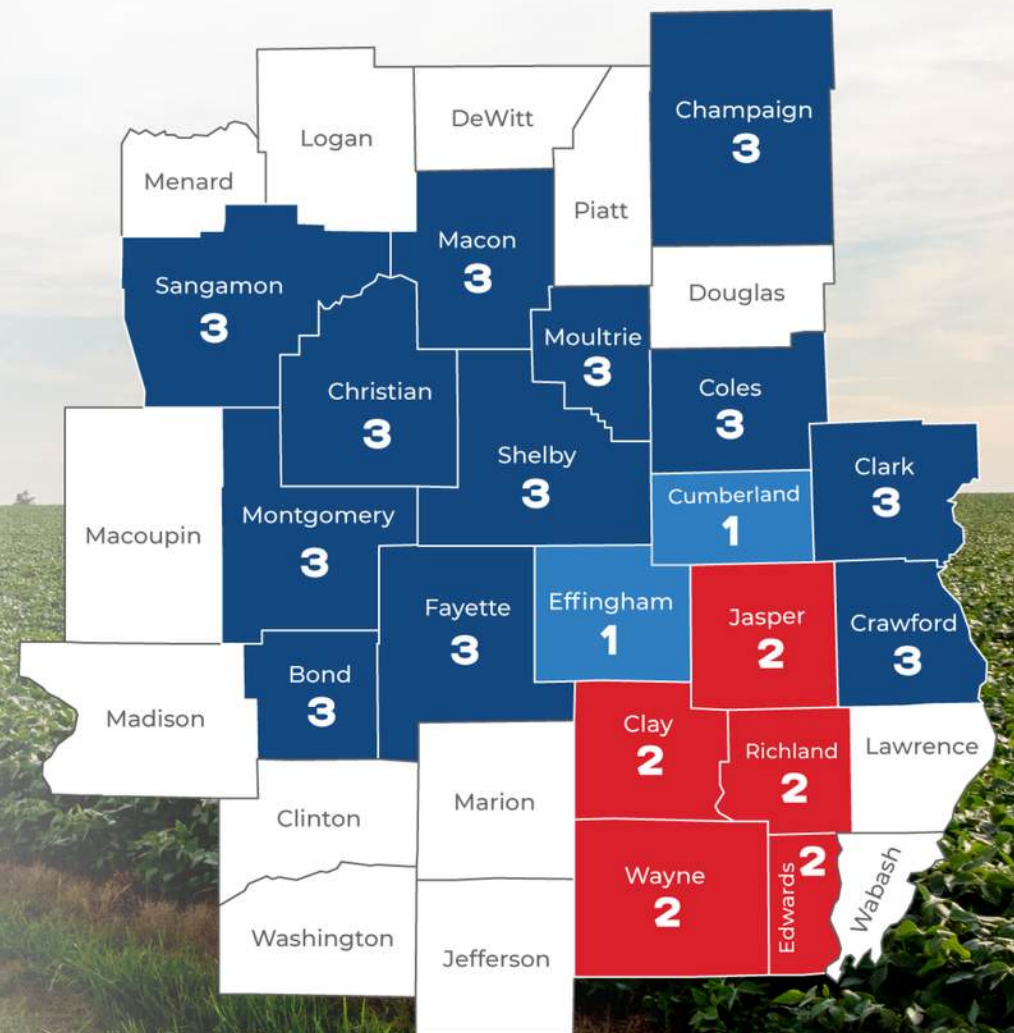 Champaign
3
Logan
DeWitt
Menard
Piatt
Macon
3
Sangamon
3
Douglas
Moultrie
3
Christian
3
Coles
3
Shelby
3
Clark
3
Cumberland
1
Montgomery
3
Macoupin
Fayette
3
Effingham
1
Jasper
2
Crawford
3
Bond
3
Madison
Clay
2
Richland
2
Lawrence
Marion
Clinton
Wayne
2
Edwards
2
Wabash
Washington
Jefferson